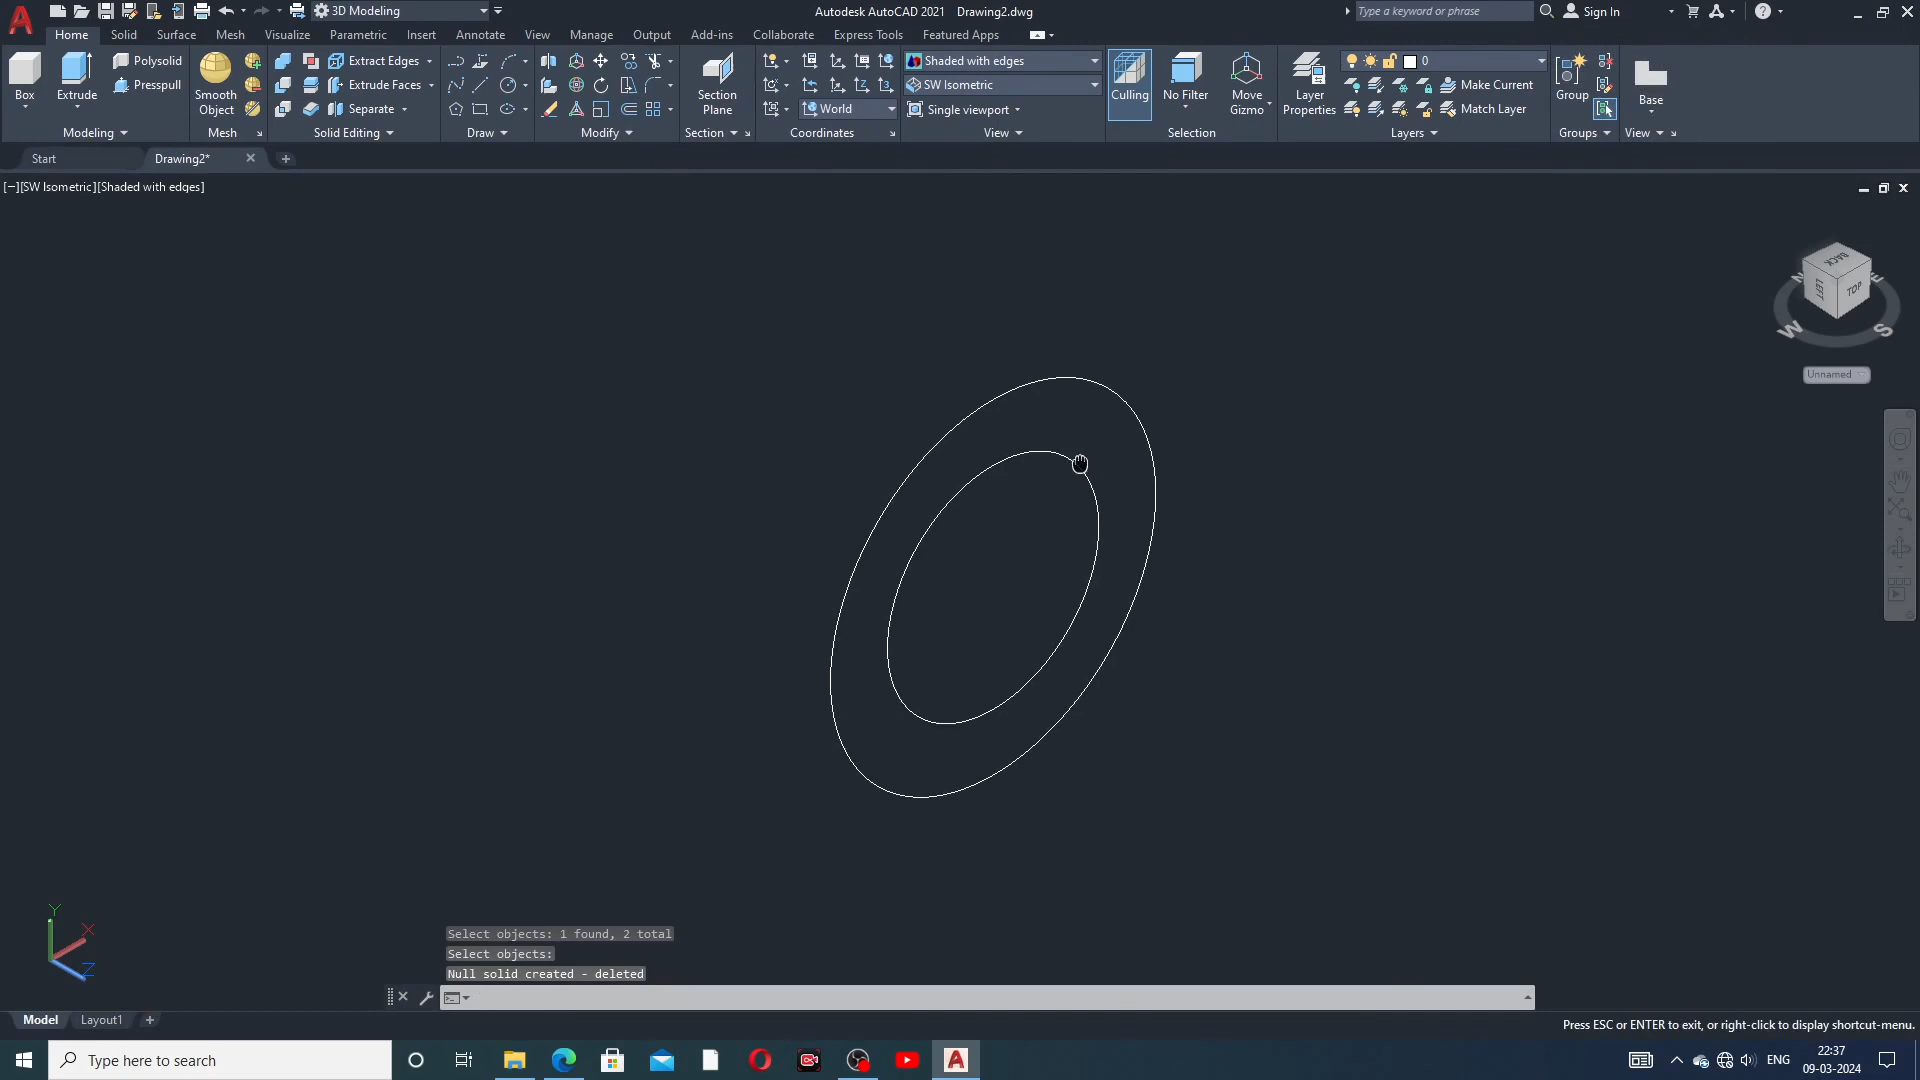 3D Modeling
Autodesk AutoCAD 2021 Drawing2.dwg
Type a keyword or phrase
Sign In
Home Solid Surface Mesh Visualize Parametric Insert Annotate View Manage Output Add-ins Collaborate Express Tools Featured Apps
Box
Extrude
Polysolid
Presspull
Modeling
Smooth
Object
Mesh
Extract Edges
Extrude Faces
Separate
Solid Editing
Draw
Modify
Section
Plane
Section
World
Coordinates
Shaded with edges
SW Isometric
Single viewport
View
Culling
No Filter
Move
Gizmo
Selection
Layer
Properties
0
Make Current
Match Layer
Layers
Group
Groups
Base
View
Start
Drawing2*
[−][SW Isometric][Shaded with edges]
BACK
LEFT
TOP
N
E
W
S
Unnamed
Y
X
Z
Select objects: 1 found, 2 total
Select objects:
Null solid created - deleted
Model
Layout1
Press ESC or ENTER to exit, or right-click to display shortcut-menu.
Type here to search
ENG
22:37
09-03-2024